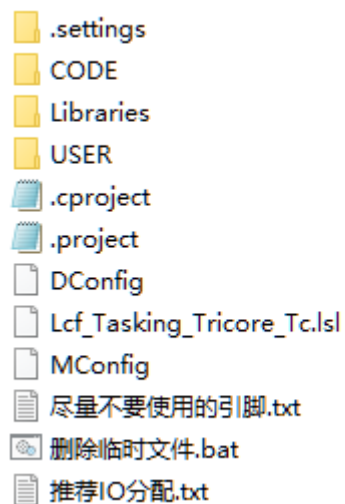 .settings
CODE
Libraries
USER
.cproject
.project
DConfig
Lcf_Tasking_Tricore_Tc.lsl
MConfig
尽量不要使用的引脚.txt
删除临时文件.bat
推荐IO分配.txt